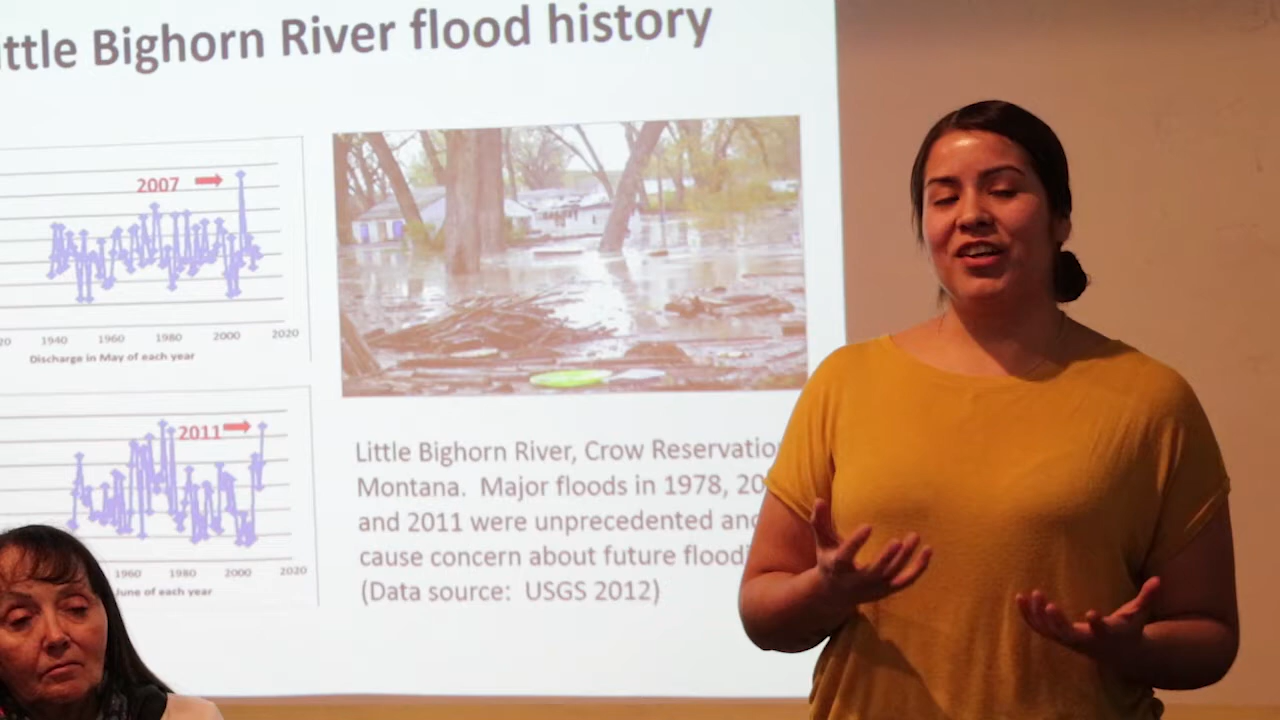 ttle Bighorn River flood history
2007
20 1940 1960 1980 2000 2020
Discharge in May of each year
2011
1960 1980 2000 2020
June of each year
Little Bighorn River, Crow Reservatio
Montana. Major floods in 1978, 20
and 2011 were unprecedented and
cause concern about future floodi
(Data source: USGS 2012)